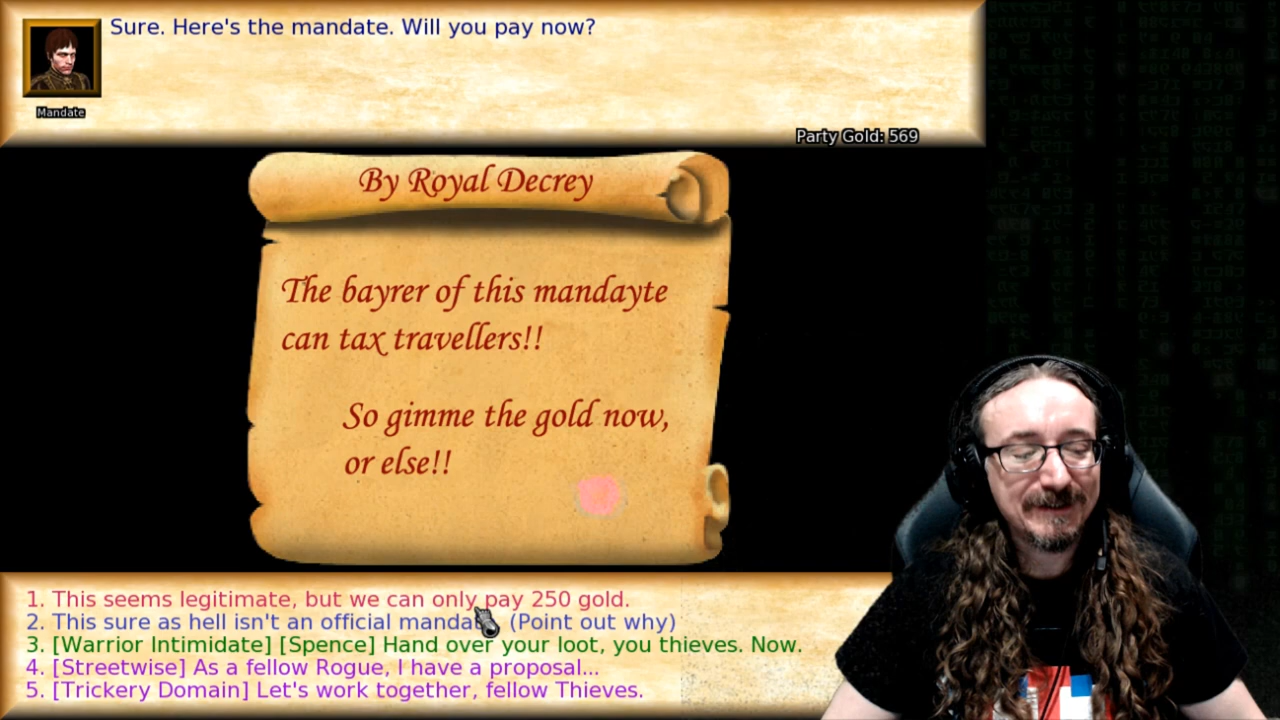 Sure. Here's the mandate. Will you pay now?
Mandate
Party Gold: 569
By Royal Decrey
The bayrer of this mandayte
can tax travellers!!
So gimme the gold now,
or else!!
1. This seems legitimate, but we can only pay 250 gold.
2. This sure as hell isn't an official (Point out why)
3. [Warrior Intimidate] [Spence] Hand over your loot, you thieves. Now.
4. [Streetwise] As a fellow Rogue, I have a proposal...
5. [Trickery Domain] Let's work together, fellow Thieves.